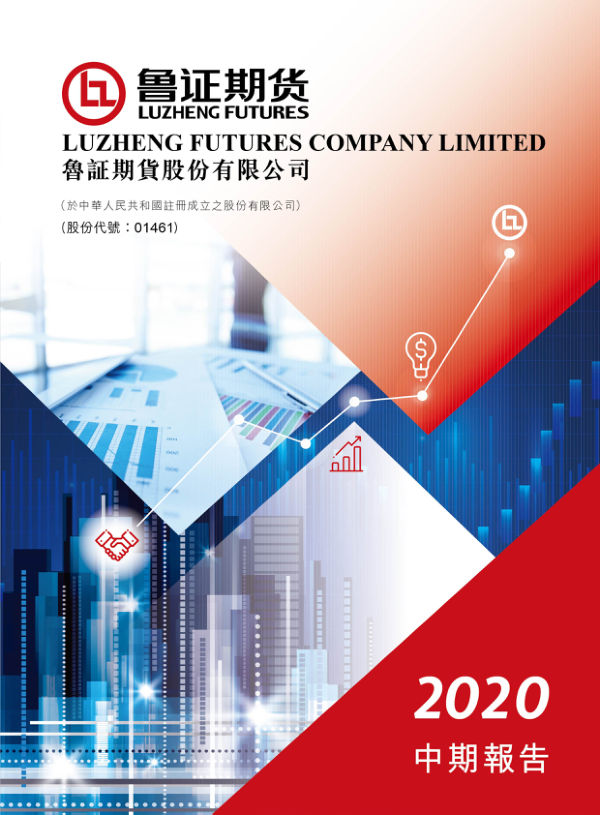 鲁证期货
LUZHENG FUTURES
LUZHENG FUTURES COMPANY LIMITED
魯証期貨股份有限公司
(於中華人民共和國註冊成立之股份有限公司)
(股份代號：01461)
$
2020
中期報告